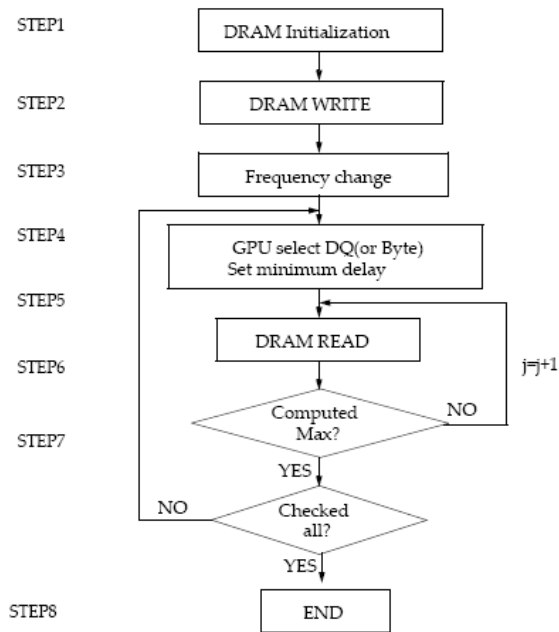 STEP1
DRAM Initialization
STEP2
DRAM WRITE
STEP3
Frequency change
STEP4
GPU select DQ(or Byte)
Set minimum delay
STEP5
DRAM READ
STEP6
j=j+1
Computed
Max?
NO
STEP7
YES
NO
Checked
all?
YES
STEP8
END